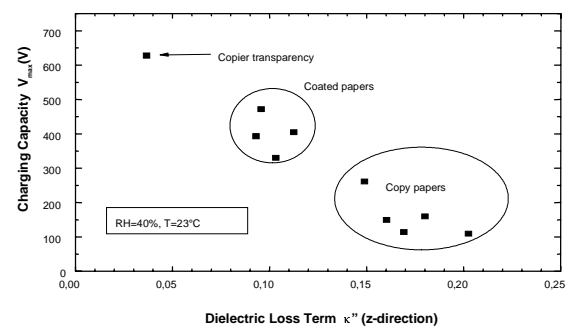 Charging Capacity Vmax(V)
700
600
500
400
300
200
100
0
Copier transparency
Coated papers
Copy papers
RH=40%, T=23°C
0,00 0,05 0,10 0,15 0,20 0,25
Dielectric Loss Term κ” (z-direction)